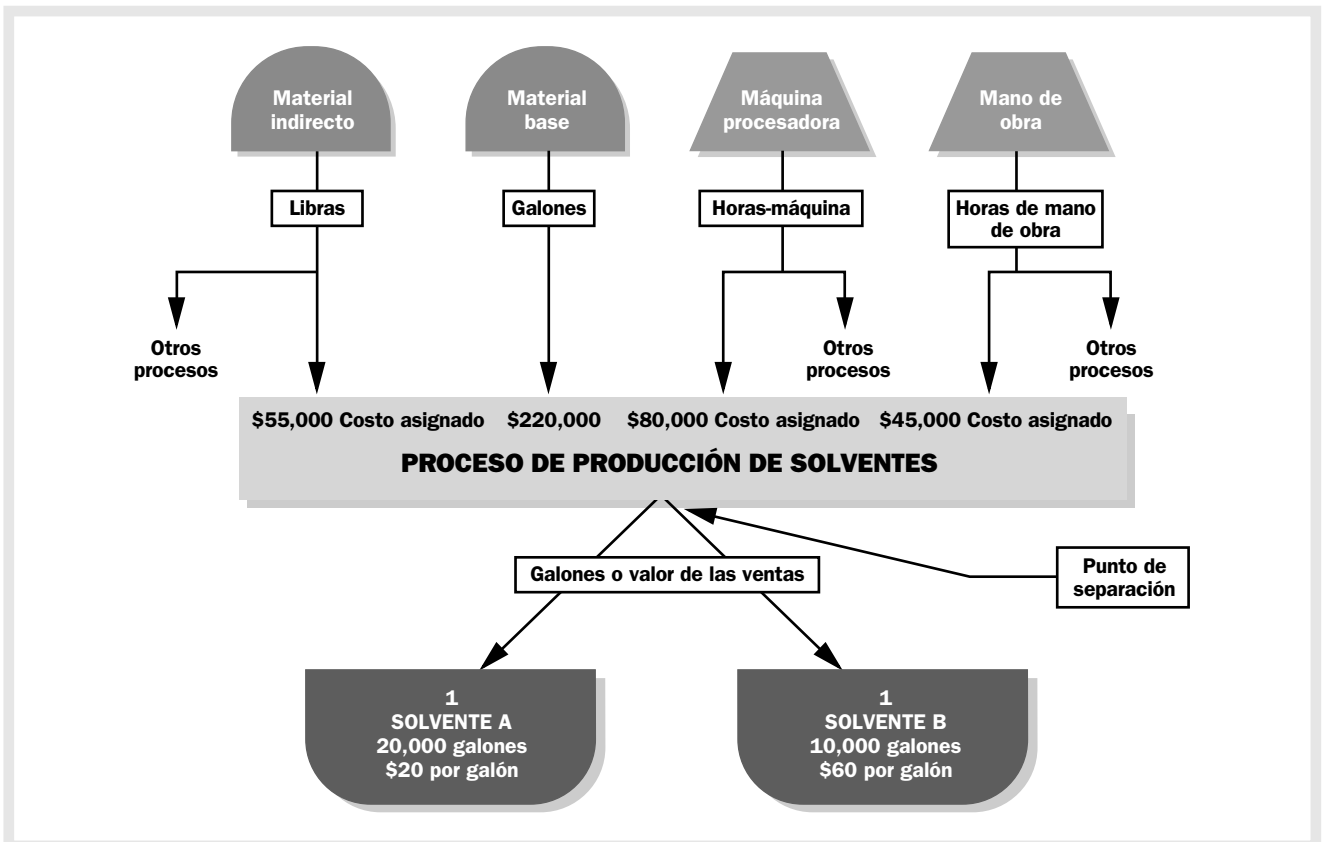 Material
indirecto
Material
base
Máquina
procesadora
Mano de
obra
Libras
Galones
Horas-máquina
Horas de mano
de obra
Otros
procesos
Otros
procesos
Otros
procesos
$55,000 Costo asignado $220,000 $80,000 Costo asignado $45,000 Costo asignado
PROCESO DE PRODUCCIÓN DE SOLVENTES
Galones o valor de las ventas
Punto de
separación
1
SOLVENTE A
20,000 galones
$20 por galón
1
SOLVENTE B
10,000 galones
$60 por galón